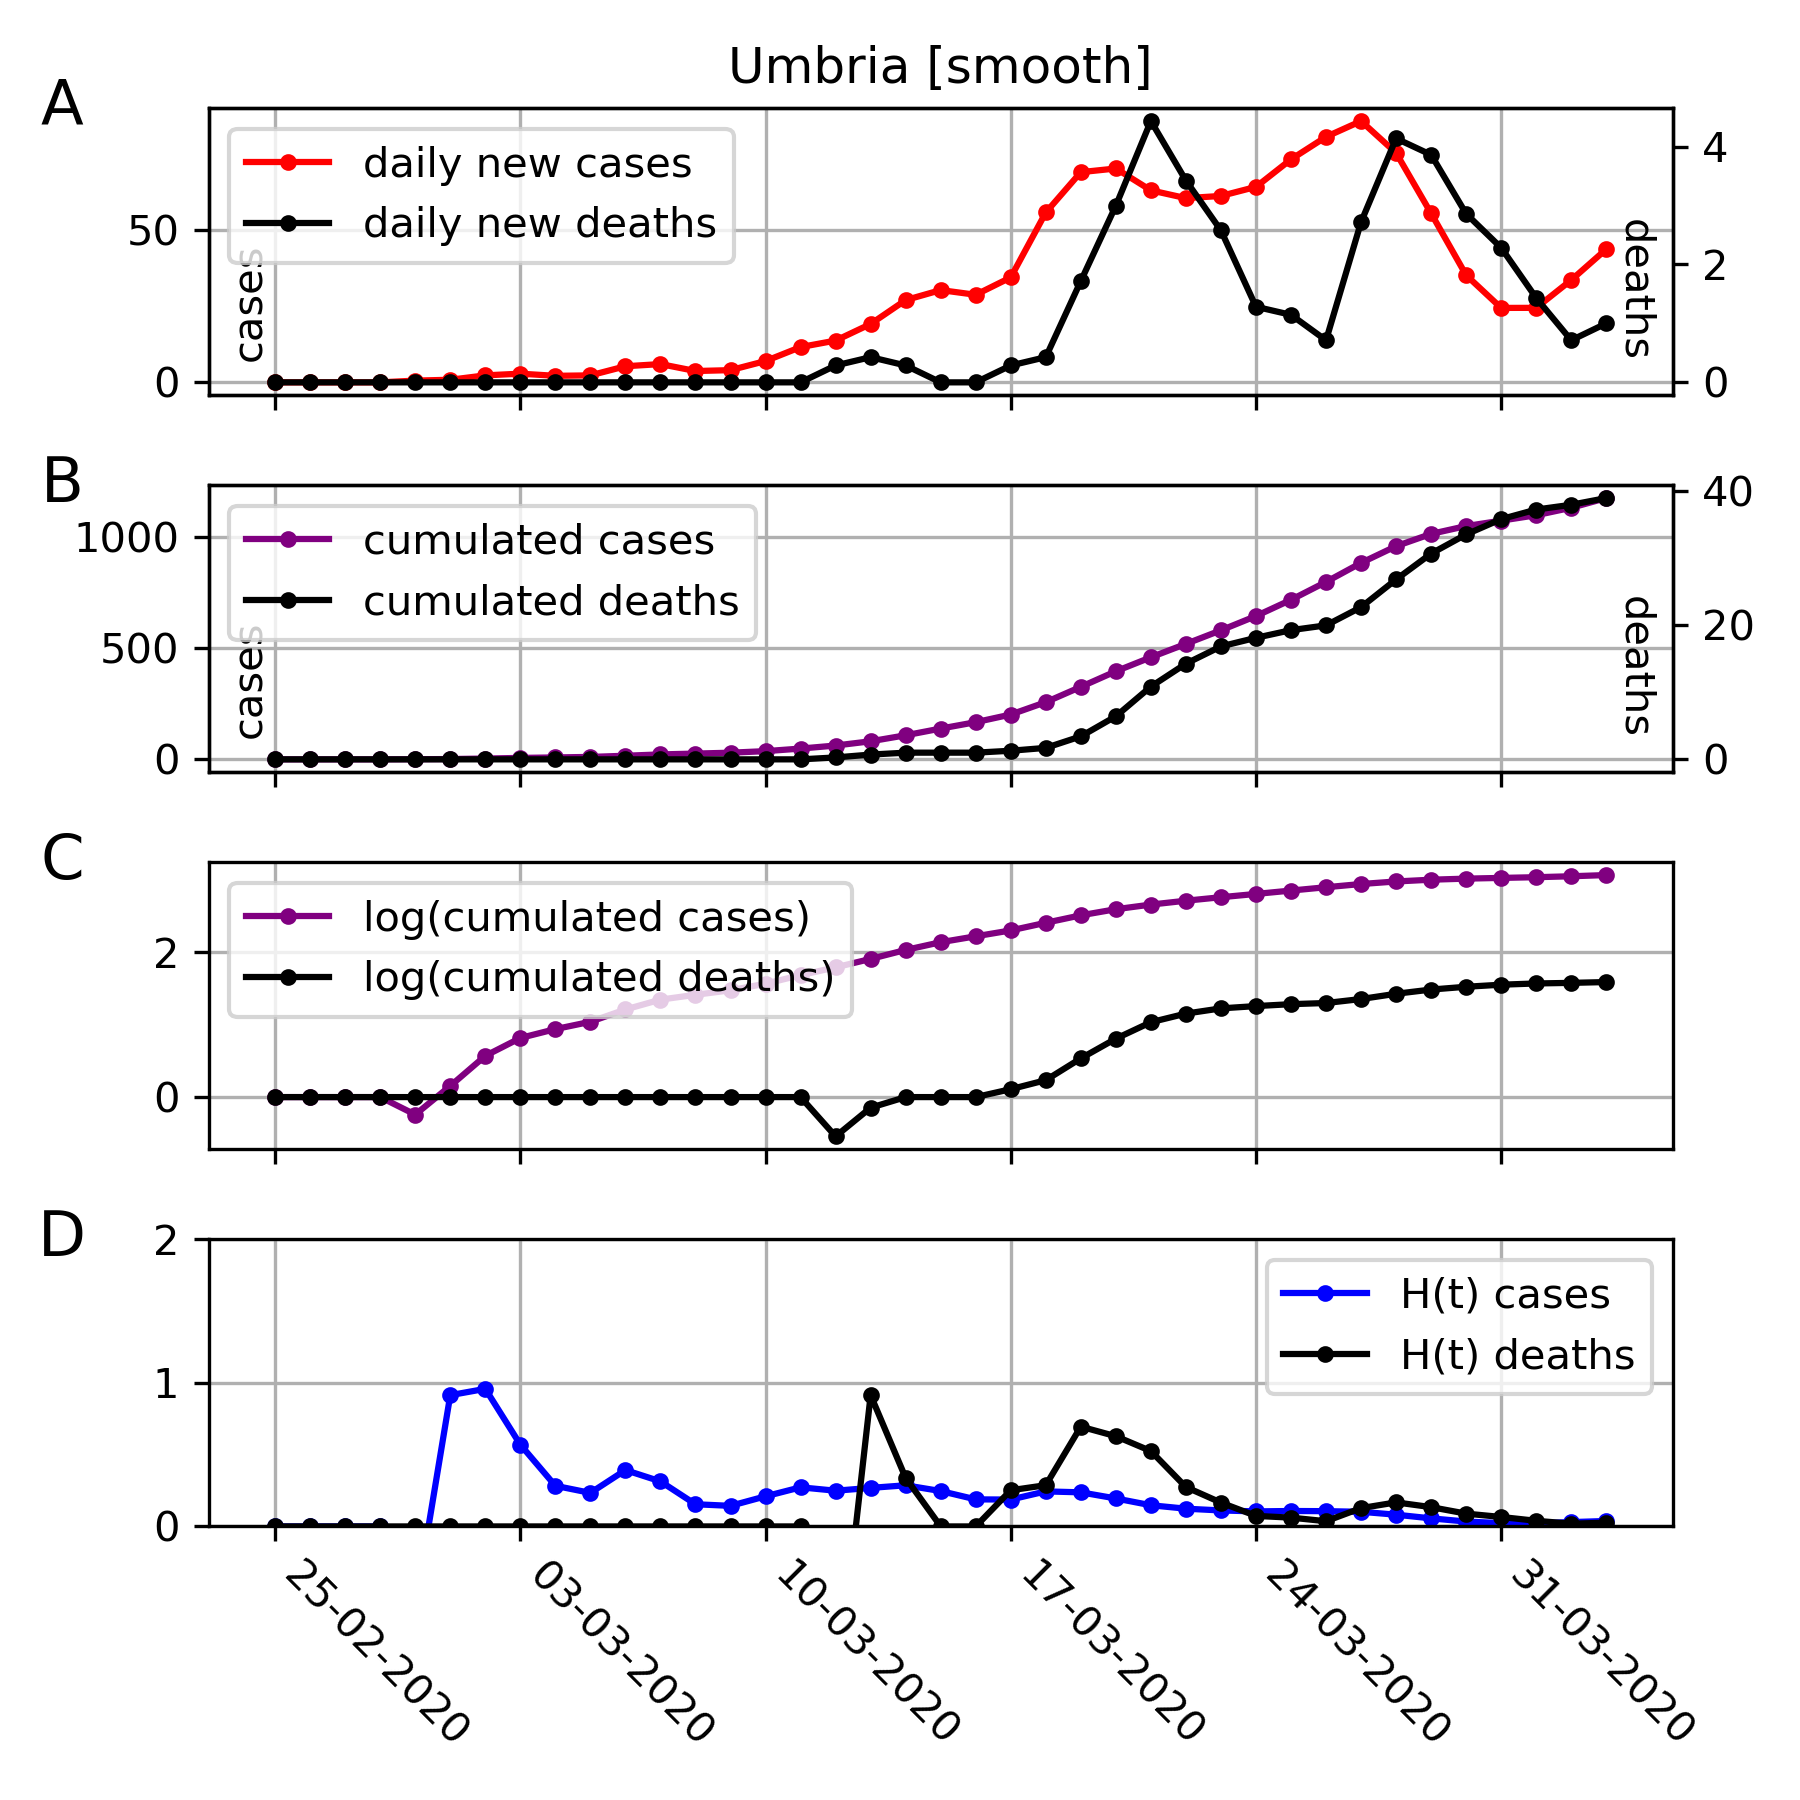 Umbria [smooth]
A
daily new cases
daily new deaths
50
0
cases
4
2
0
deaths
B
cumulated cases
cumulated deaths
1000
500
0
cases
40
20
0
deaths
C
log(cumulated cases)
log(cumulated deaths)
2
0
D
H(t) cases
H(t) deaths
2
1
0
25-02-2020
03-03-2020
10-03-2020
17-03-2020
24-03-2020
31-03-2020